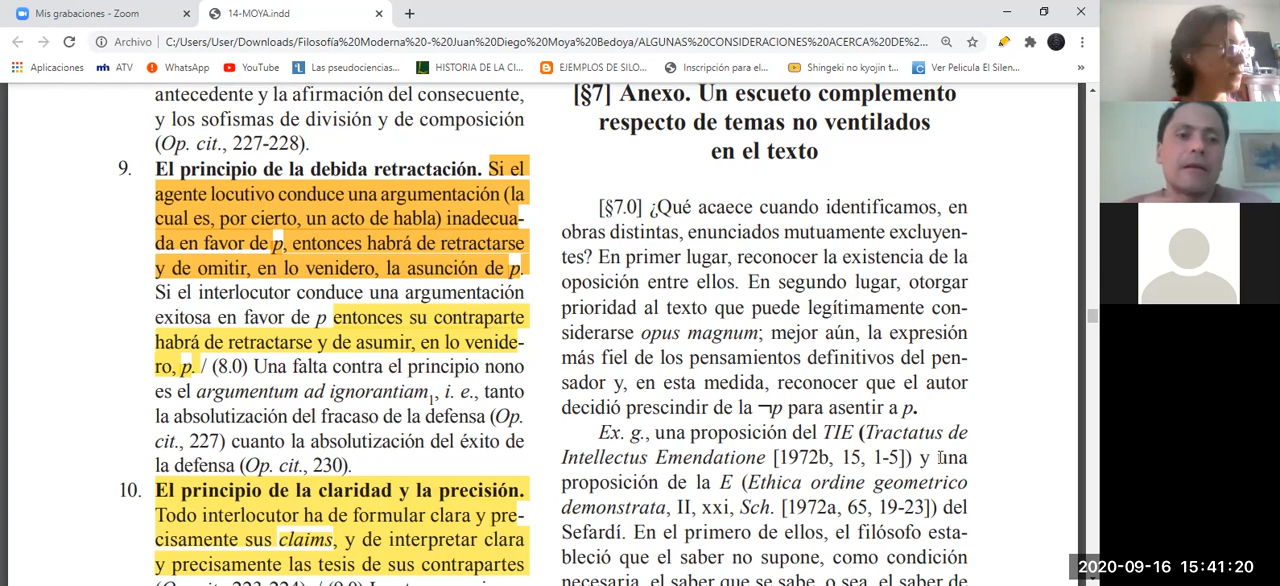 Mis grabaciones - Zoom
14-MOYA.indd
Archivo
C:/Users/User/Downloads/Filosofía%20Moderna%20-%20Juan%20Diego%20Moya%20Bedoya/ALGUNAS%20CONSIDERACIONES%20ACERCA%20DE%...
Aplicaciones
ATV
WhatsApp
YouTube
Las pseudociencias...
HISTORIA DE LA CI...
EJEMPLOS DE SILO...
Inscripción para el...
Shingeki no kyojin t...
Ver Pelicula El Silen...
»
antecedente y la afirmación del consecuente,
y los sofismas de división y de composición
(Op. cit., 227-228).
9. El principio de la debida retractación. Si el
agente locutivo conduce una argumentación (la
cual es, por cierto, un acto de habla) inadecua-
da en favor de p, entonces habrá de retractarse
y de omitir, en lo venidero, la asunción de p.
Si el interlocutor conduce una argumentación
exitosa en favor de p entonces su contraparte
habrá de retractarse y de asumir, en lo venide-
ro, p. / (8.0) Una falta contra el principio nono
es el argumentum ad ignorantiam1, i. e., tanto
la absolutización del fracaso de la defensa (Op.
cit., 227) cuanto la absolutización del éxito de
la defensa (Op. cit., 230).
10. El principio de la claridad y la precisión.
Todo interlocutor ha de formular clara y pre-
cisamente sus claims, y de interpretar clara
y precisamente las tesis de sus contrapartes
[§7] Anexo. Un escueto complemento
respecto de temas no ventilados
en el texto
[§7.0] ¿Qué acaece cuando identificamos, en
obras distintas, enunciados mutuamente excluyen-
tes? En primer lugar, reconocer la existencia de la
oposición entre ellos. En segundo lugar, otorgar
prioridad al texto que puede legítimamente con-
siderarse opus magnum; mejor aún, la expresión
más fiel de los pensamientos definitivos del pen-
sador y, en esta medida, reconocer que el autor
decidió prescindir de la ¬p para asentir a p.
Ex. g., una proposición del TIE (Tractatus de
Intellectus Emendatione [1972b, 15, 1-5]) y una
proposición de la E (Ethica ordine geometrico
demonstrata, II, xxi, Sch. [1972a, 65, 19-23]) del
Sefardí. En el primero de ellos, el filósofo esta-
bleció que el saber no supone, como condición
necesaria, el saber que se sabe, o sea, el saber de
2020-09-16 15:41:20